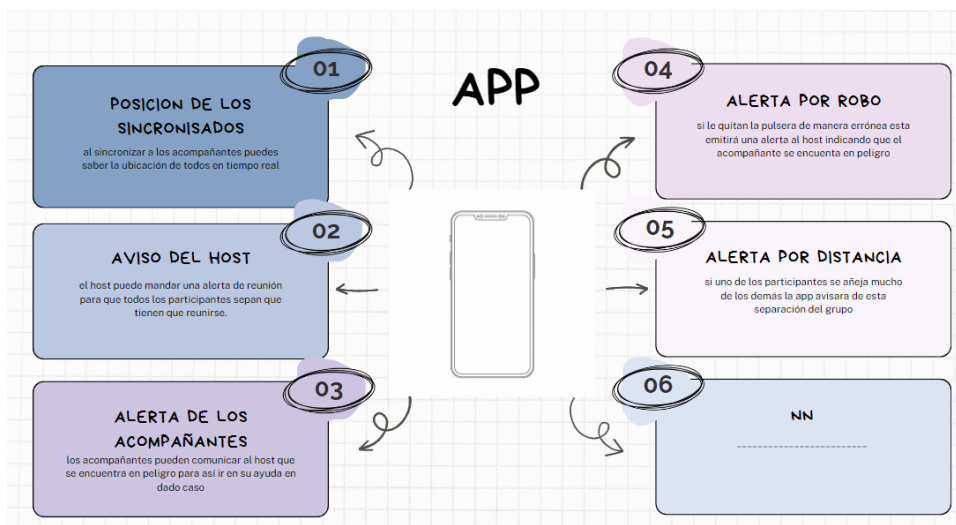 APP
01
POSICION DE LOS
SINCRONISADOS
al sincronizar a los acompañantes puedes
saber la ubicación de todos en tiempo real
02
AVISO DEL HOST
el host puede mandar una alerta de reunión
para que todos los participantes sepan que
tienen que reunirse.
03
ALERTA DE LOS
ACOMPAÑANTES
los acompañantes pueden comunicar al host que
se encuentra en peligro para así ir en su ayuda en
dado caso
04
ALERTA POR ROBO
si le quitan la pulsera de manera errónea esta
emitirá una alerta al host indicando que el
acompañante se encuenta en peligro
05
ALERTA POR DISTANCIA
si uno de los participantes se añeja mucho
de los demás la app avisara de esta
separación del grupo
06
NN
-------------------------